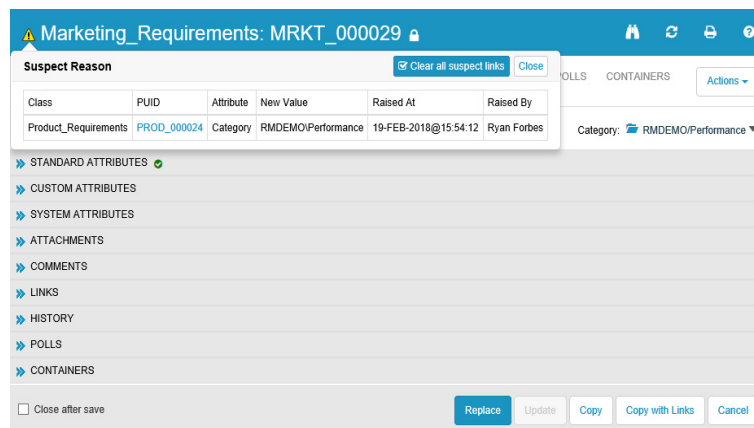 Marketing_Requirements: MRKT_000029
Suspect Reason Clear all suspect links Close
OLLS CONTAINERS Actions
Class PUID Attribute New Value Raised At Raised By
Product_Requirements PROD_000024 Category RMDEMO\Performance 19-FEB-2018@15:54:12 Ryan Forbes
Category: RMDEMO/Performance
STANDARD ATTRIBUTES
CUSTOM ATTRIBUTES
SYSTEM ATTRIBUTES
ATTACHMENTS
COMMENTS
LINKS
HISTORY
POLLS
CONTAINERS
Close after save Replace Update Copy Copy with Links Cancel